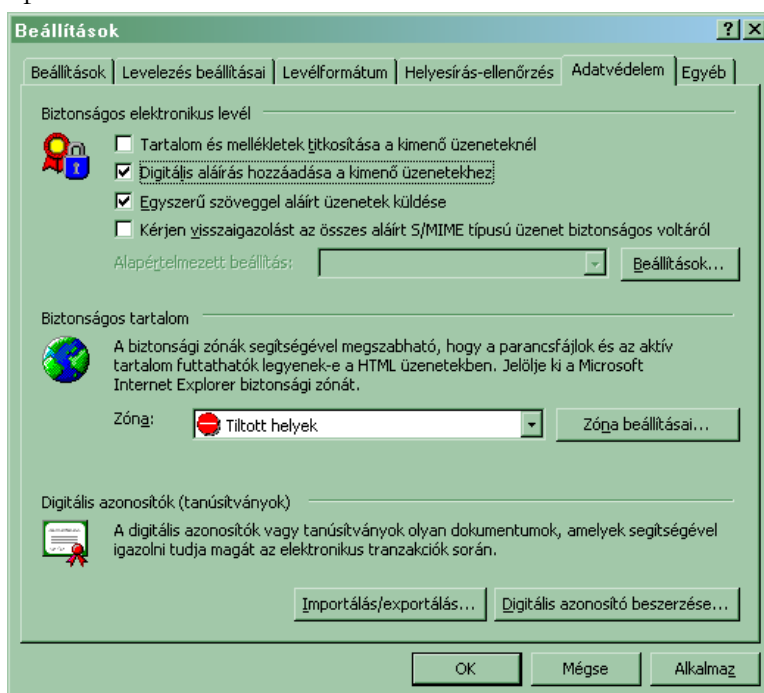 Beállítások
Beállítások Levelezés beállításai Levélformátum Helyesírás-ellenőrzés Adatvédelem Egyéb
Biztonságos elektronikus levél
Tartalom és mellékletek titkosítása a kimenő üzeneteknél
Digitális aláírás hozzáadása a kimenő üzenetekhez
Egyszerű szöveggel aláírt üzenetek küldése
Kérjen visszaigazolást az összes aláírt S/MIME típusú üzenet biztonságos voltáról
Alapértelmezett beállítás: Beállítások...
Biztonságos tartalom
A biztonsági zónák segítségével megszabható, hogy a parancsfájlok és az aktív
tartalom futtathatók legyenek-e a HTML üzenetekben. Jelölje ki a Microsoft
Internet Explorer biztonsági zónát.
Zóna: Tiltott helyek Zóna beállításai...
Digitális azonosítók (tanúsítványok)
A digitális azonosítók vagy tanúsítványok olyan dokumentumok, amelyek segítségével
igazolni tudja magát az elektronikus tranzakciók során.
Importálás/exportálás... Digitális azonosító beszerzése...
OK Mégse Alkalmaz